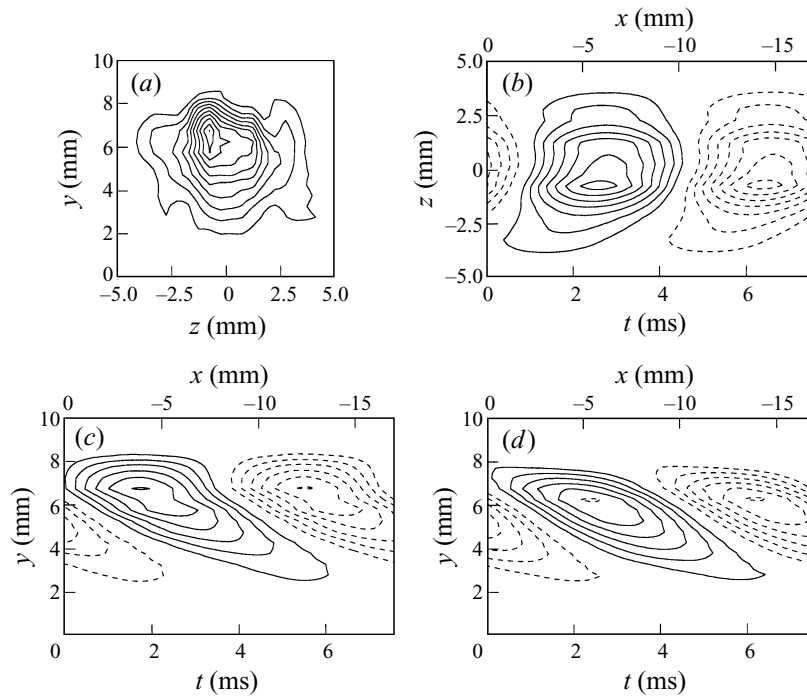 x (mm)
0 –5 –10 –15
10 (a) 5.0 (b)
8
2.5
6
y (mm) z (mm) 0
4
–2.5
2
0 –5.0
–5.0 –2.5 0 2.5 5.0 0 2 4 6
z (mm) t (ms)
x (mm) x (mm)
0 –5 –10 –15 0 –5 –10 –15
10 (c) 10 (d)
8 8
6 6
y (mm) y (mm)
4 4
2 2
0 2 4 6 0 2 4 6
t (ms) t (ms)